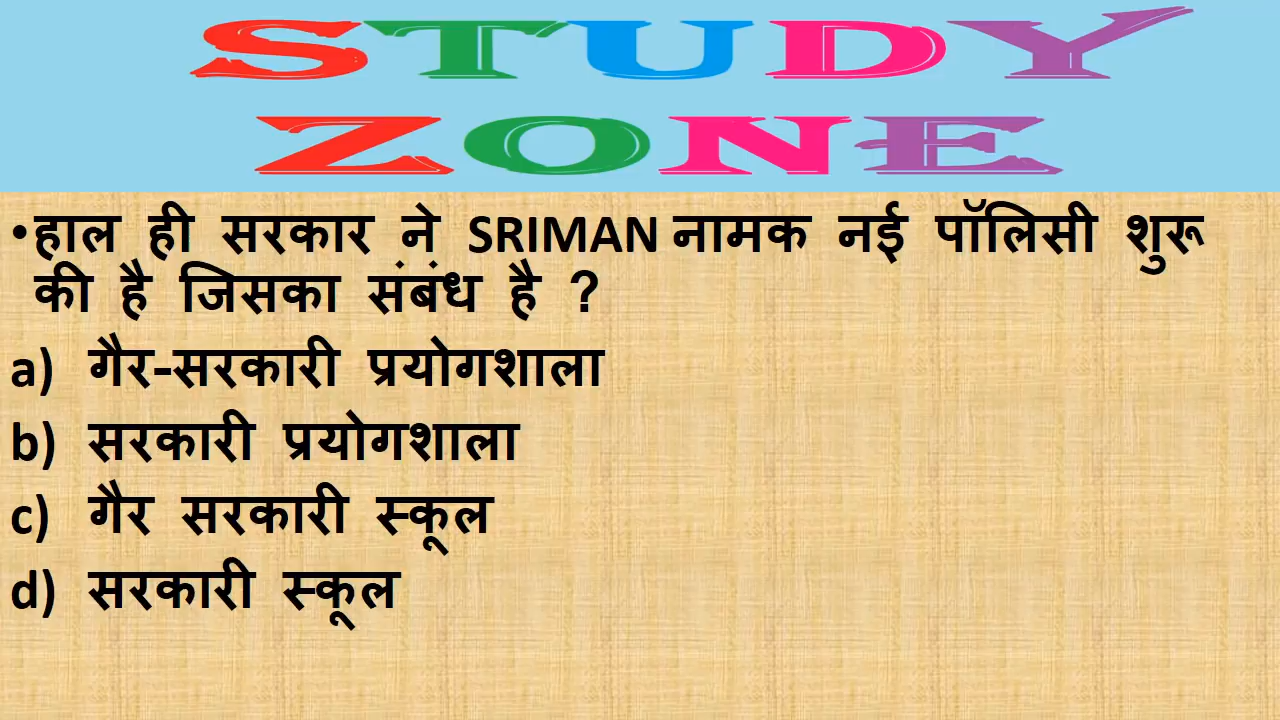 STUDY
ZONE
•हाल ही सरकार ने SRIMAN नामक नई पॉलिसी शुरू
की है जिसका संबंध है ?
a) गैर-सरकारी प्रयोगशाला
b) सरकारी प्रयोगशाला
c) गैर सरकारी स्कूल
d) सरकारी स्कूल